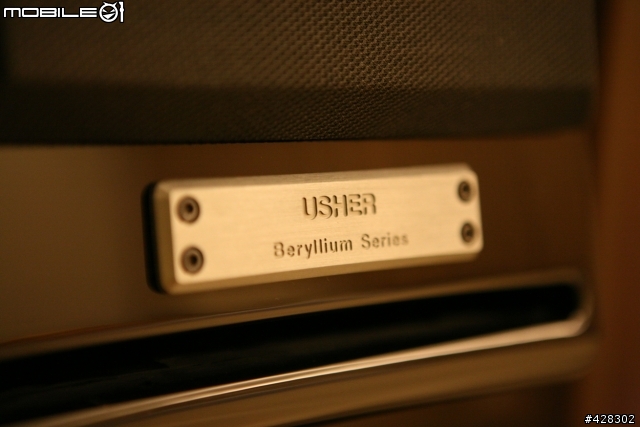 MOBILE01
USHER
Beryllium Series
#428302